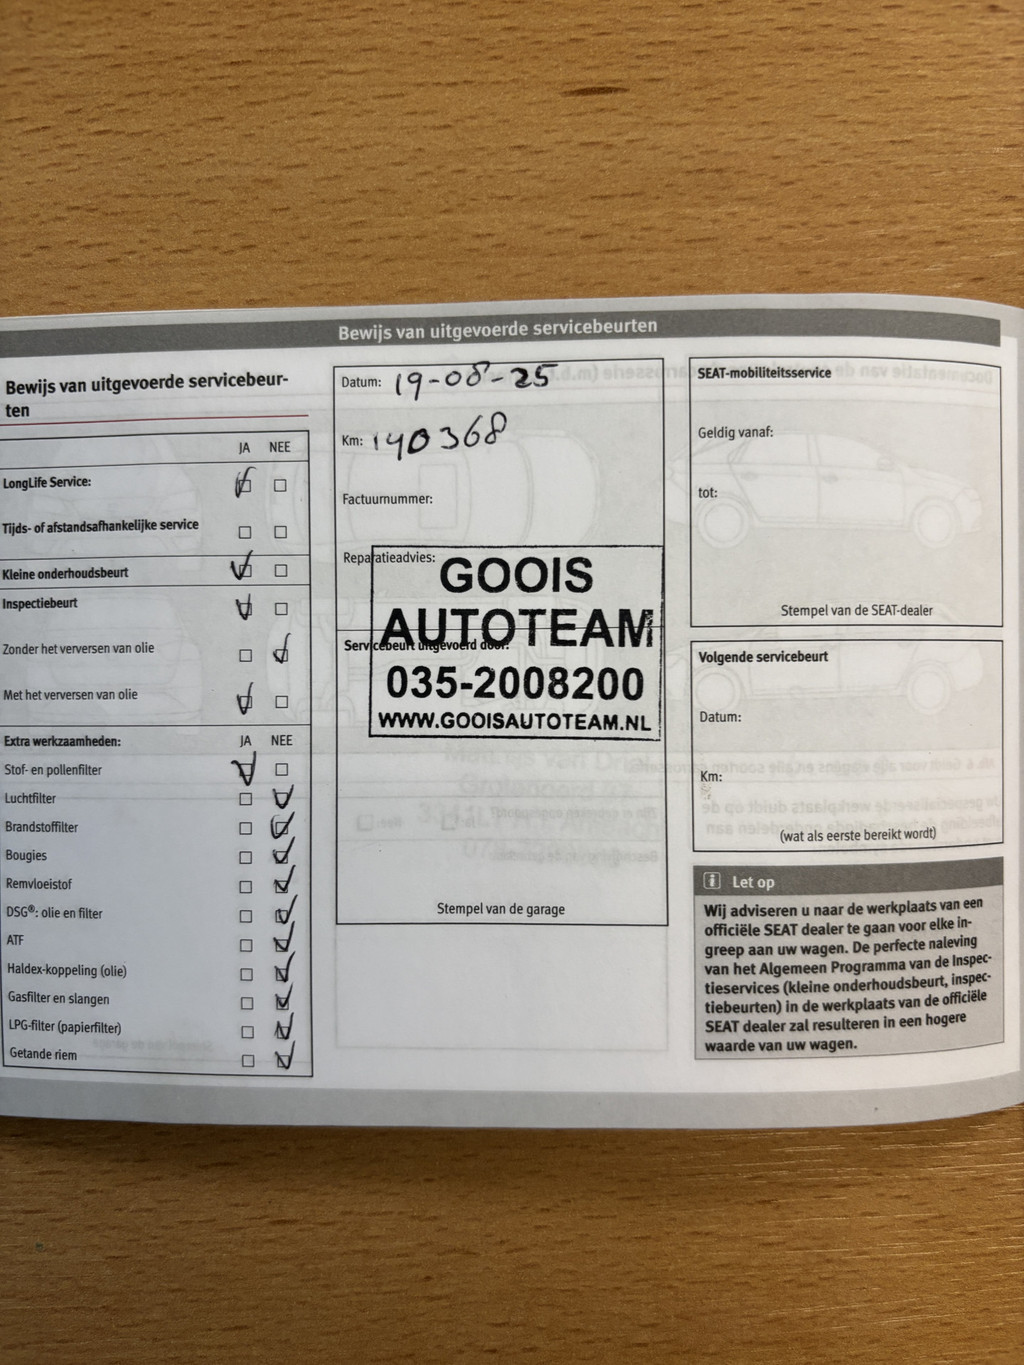 Bewijs van uitgevoerde servicebeurten
Bewijs van uitgevoerde servicebeur-
ten
JA NEE
LongLife Service:
Tijds- of afstandsafhankelijke service
Kleine onderhoudsbeurt
Inspectiebeurt
Zonder het verversen van olie
Met het verversen van olie
Extra werkzaamheden: JA NEE
Stof- en pollenfilter
Luchtfilter
Brandstoffilter
Bougies
Remvloeistof
DSG®: olie en filter
ATF
Haldex-koppeling (olie)
Gasfilter en slangen
LPG-filter (papierfilter)
Getande riem
Datum: 19-08-25
Km: 140368
Factuurnummer:
Reparatieadvies:
GOOIS
AUTOTEAM
Servicebeurt uitgevoerd door:
035-2008200
WWW.GOOISAUTOTEAM.NL
Stempel van de garage
SEAT-mobiliteitsservice
Geldig vanaf:
tot:
Stempel van de SEAT-dealer
Volgende servicebeurt
Datum:
Km:
(wat als eerste bereikt wordt)
i Let op
Wij adviseren u naar de werkplaats van een
officiële SEAT dealer te gaan voor elke in-
greep aan uw wagen. De perfecte naleving
van het Algemeen Programma van de Inspec-
tieservices (kleine onderhoudsbeurt, inspec-
tiebeurten) in de werkplaats van de officiële
SEAT dealer zal resulteren in een hogere
waarde van uw wagen.